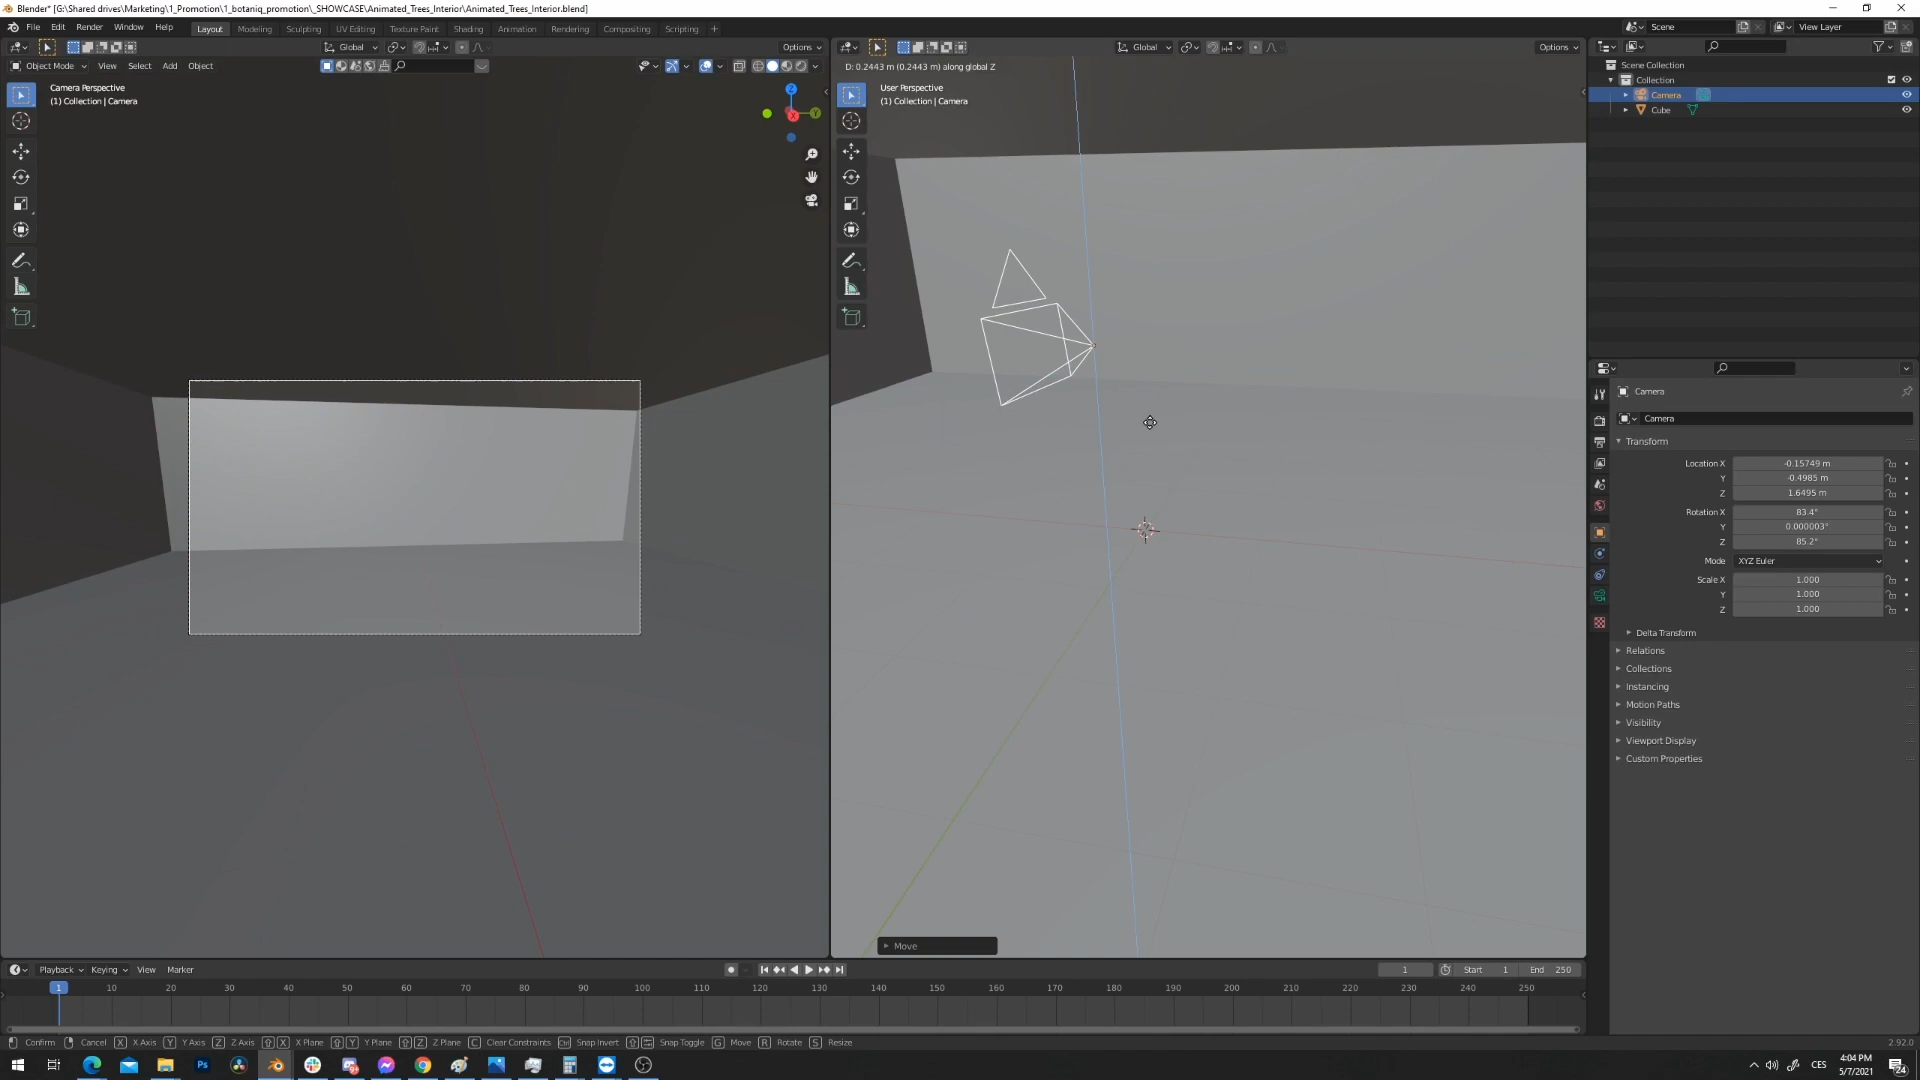 Blender* [G:\Shared drives\Marketing\1_Promotion\1_botaniq_promotion\_SHOWCASE\Animated_Trees_Interior\Animated_Trees_Interior.blend]
File Edit Render Window Help Layout Modeling Sculpting UV Editing Texture Paint Shading Animation Rendering Compositing Scripting + Scene View Layer
Global Options Global Options
Object Mode View Select Add Object D: 0.2443 m (0.2443 m) along global Z Scene Collection
Collection
Camera Perspective User Perspective
(1) Collection | Camera (1) Collection | Camera Camera
Cube
Z
X
Y
Camera
Camera
Transform
Location X -0.15749 m
Y -0.4985 m
Z 1.6495 m
Rotation X 83.4°
Y 0.000003°
Z 85.2°
Mode XYZ Euler
Scale X 1.000
Y 1.000
Z 1.000
Delta Transform
Relations
Collections
Instancing
Motion Paths
Visibility
Viewport Display
Custom Properties
Move
Playback Keying View Marker 1 Start 1 End 250
1 10 20 30 40 50 60 70 80 90 100 110 120 130 140 150 160 170 180 190 200 210 220 230 240 250
Confirm Cancel X X Axis Y Y Axis Z Z Axis X X Plane Y Y Plane Z Z Plane C Clear Constraints Ctrl Snap Invert Snap Toggle G Move R Rotate S Resize 2.92.0
Ps CES 4:04 PM
5/7/2021 24